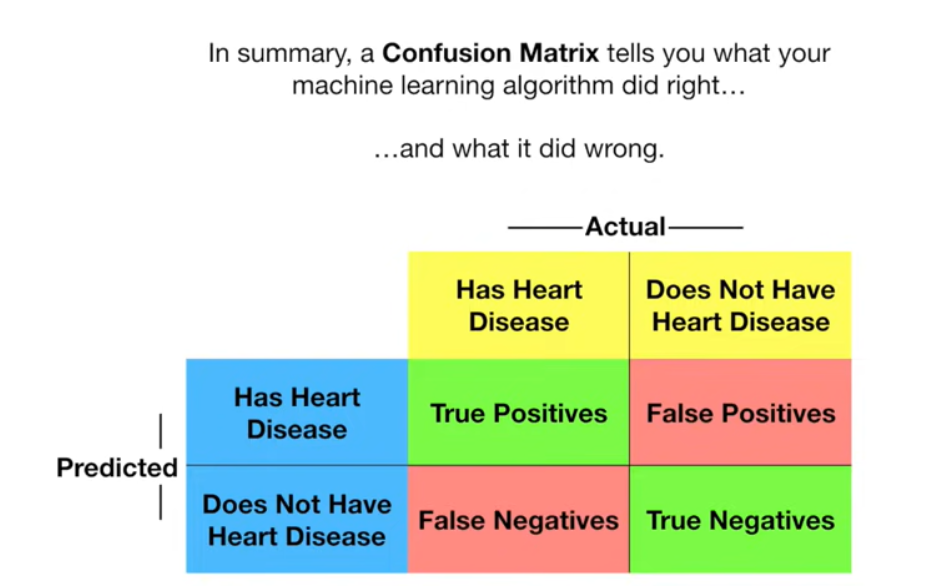 In summary, a Confusion Matrix tells you what your
machine learning algorithm did right…
…and what it did wrong.
Actual
Has Heart
Disease
Does Not Have
Heart Disease
Predicted
Has Heart
Disease
True Positives
False Positives
Does Not Have
Heart Disease
False Negatives
True Negatives